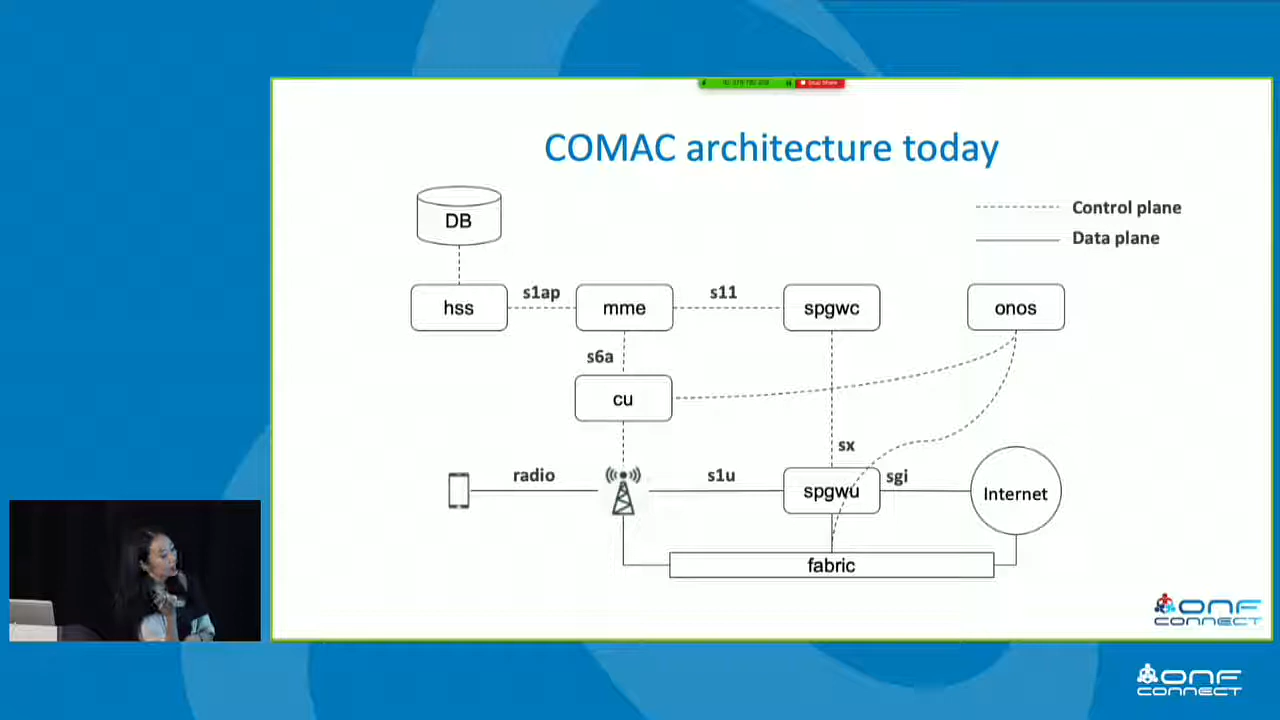 COMAC architecture today
DB
Control plane
Data plane
hss
s1ap
mme
s11
spgwc
onos
s6a
cu
sx
radio
s1u
spgwu
sgi
Internet
fabric
ONF
CONNECT
ONF
CONNECT